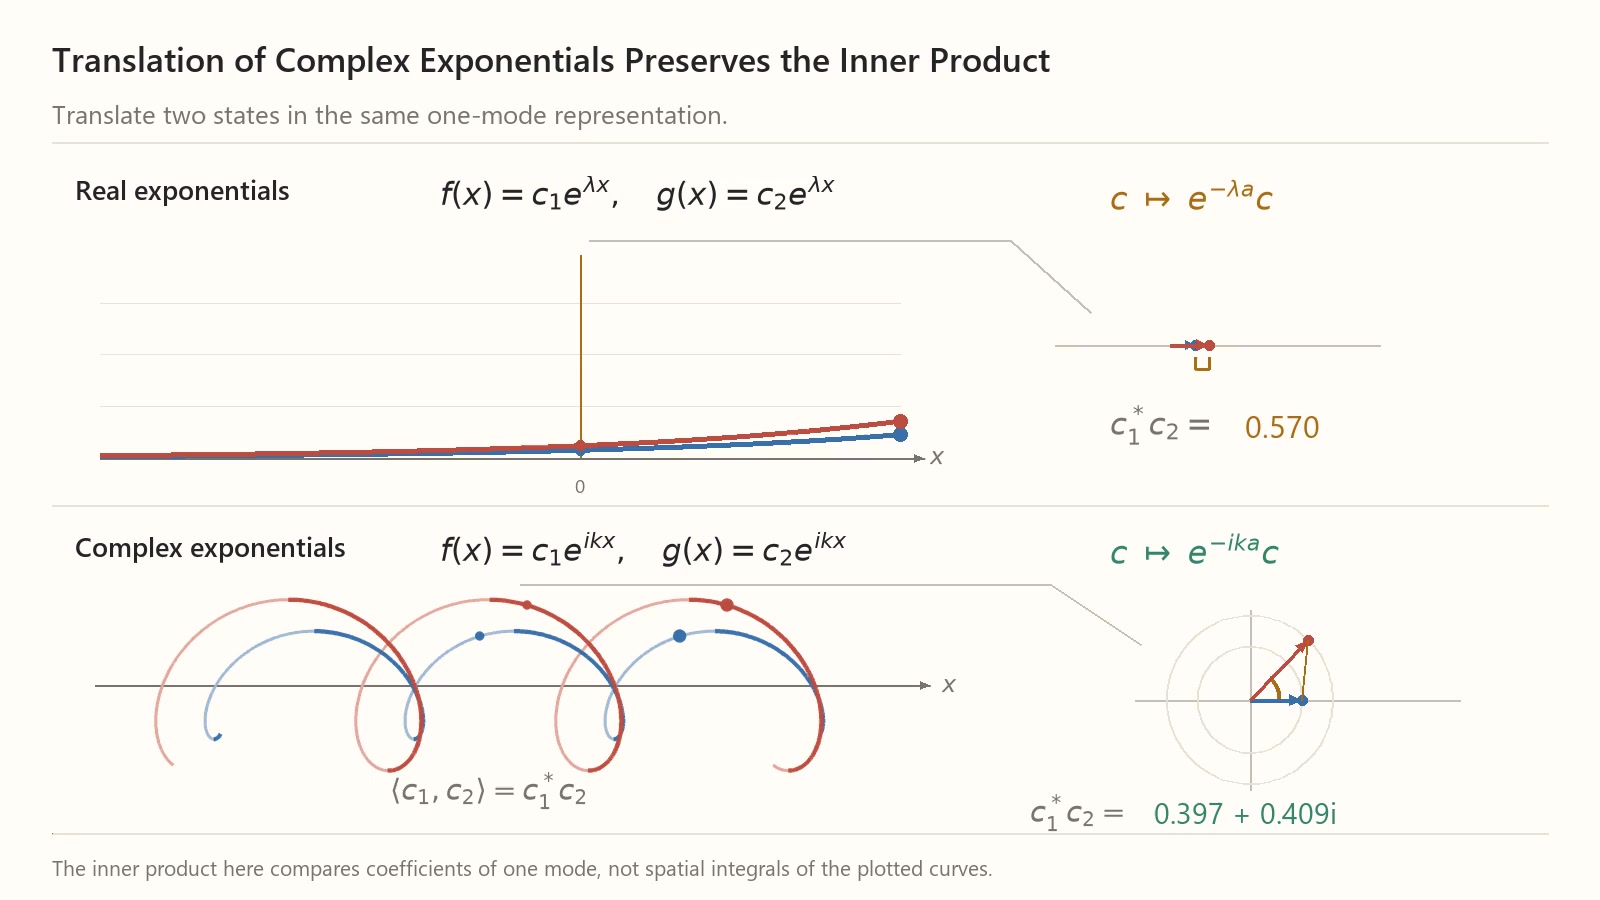 Translation of Complex Exponentials Preserves the Inner Product
Translate two states in the same one-mode representation.
Real exponentials
f(x) = c₁e^{λx},   g(x) = c₂e^{λx}
c ↦ e^{−λa}c
x
0
c₁* c₂ = 0.570
Complex exponentials
f(x) = c₁e^{ikx},   g(x) = c₂e^{ikx}
c ↦ e^{−ika}c
x
⟨c₁, c₂⟩ = c₁* c₂
c₁* c₂ = 0.397 + 0.409i
The inner product here compares coefficients of one mode, not spatial integrals of the plotted curves.